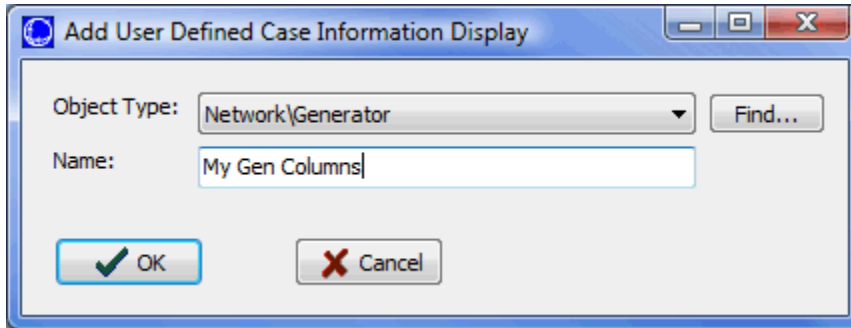 Add User Defined Case Information Display
Object Type: Network\Generator Find...
Name: My Gen Columns
OK Cancel